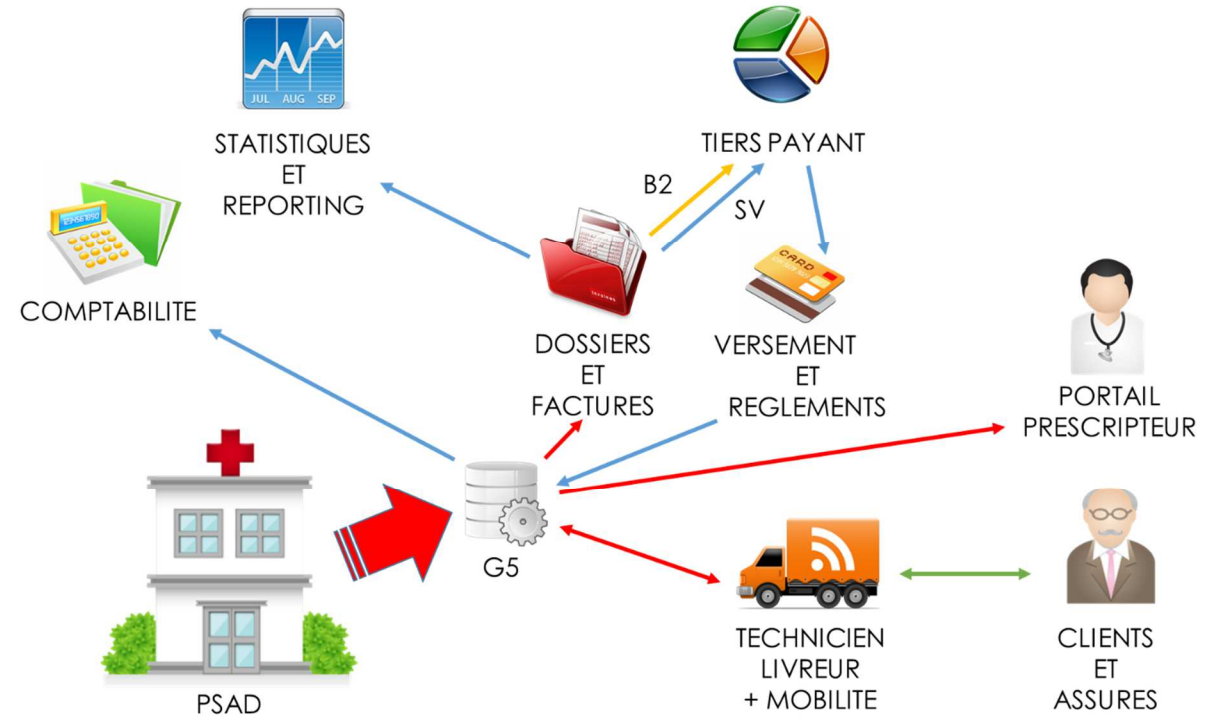 JUL AUG SEP
STATISTIQUES
ET
REPORTING
TIERS PAYANT
B2
SV
COMPTABILITE
CARD
DOSSIERS
ET
FACTURES
VERSEMENT
ET
REGLEMENTS
PORTAIL
PRESCRIPTEUR
G5
PSAD
TECHNICIEN
LIVREUR
+ MOBILITE
CLIENTS
ET
ASSURES